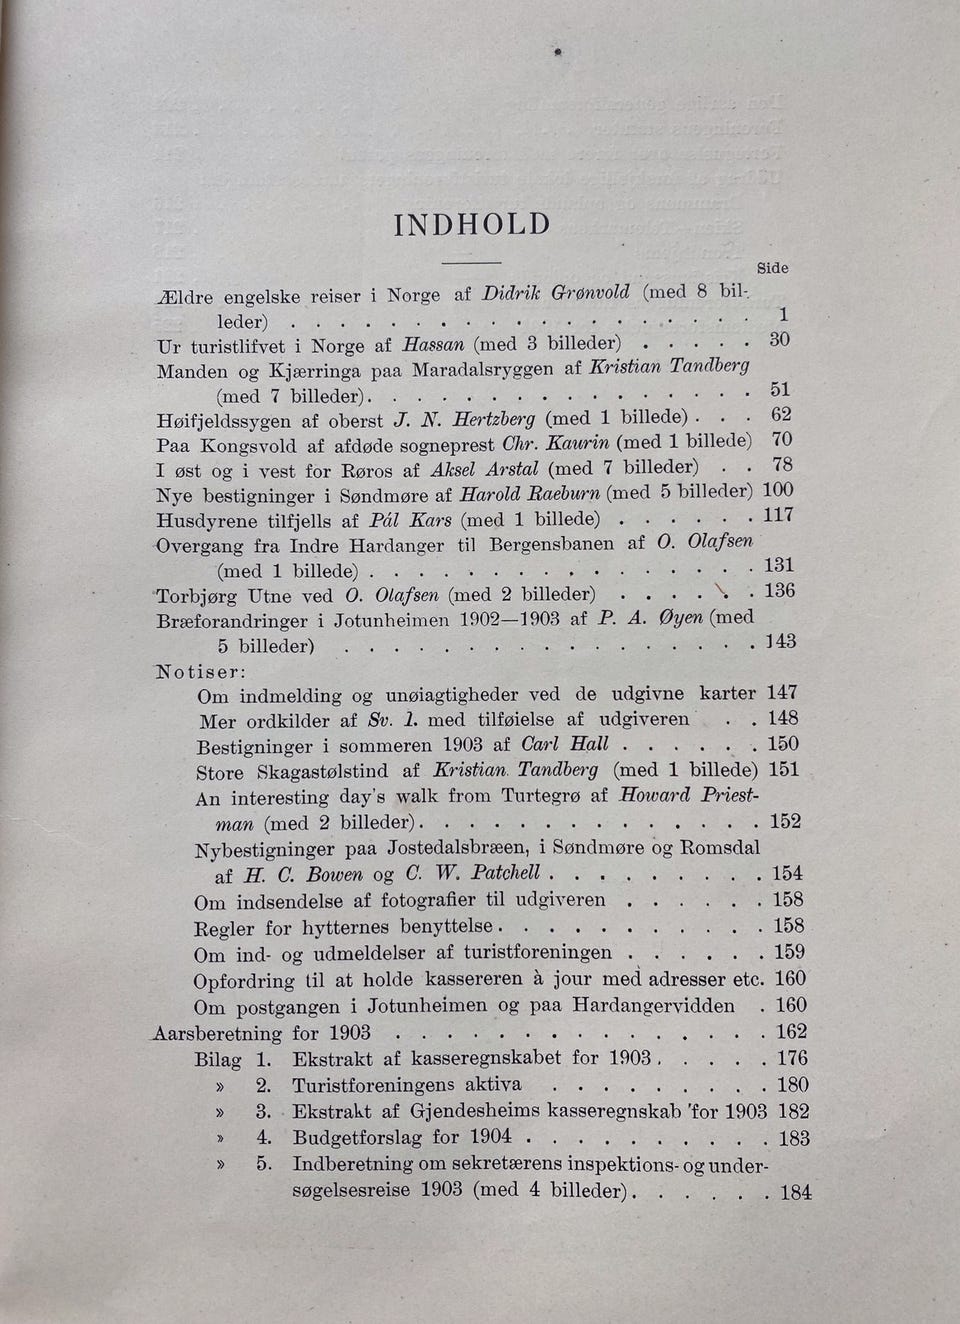 INDHOLD
Side
Ældre engelske reiser i Norge af Didrik Grønvold (med 8 bil-
leder) . . . . . . . . . . . . . . . . . . . 1
Ur turistlifvet i Norge af Hassan (med 3 billeder) . . . . . 30
Manden og Kjærringa paa Maradalsryggen af Kristian Tandberg
(med 7 billeder). . . . . . . . . . . . . . . . 51
Høifjeldssygen af oberst J. N. Hertzberg (med 1 billede) . . . 62
Paa Kongsvold af afdøde sogneprest Chr. Kaurin (med 1 billede) 70
I øst og i vest for Røros af Aksel Arstal (med 7 billeder) . . 78
Nye bestigninger i Søndmøre af Harold Raeburn (med 5 billeder) 100
Husdyrene tilfjells af Pál Kars (med 1 billede) . . . . . . 117
Overgang fra Indre Hardanger til Bergensbanen af O. Olafsen
(med 1 billede) . . . . . . . . . . . . . . . . 131
Torbjørg Utne ved O. Olafsen (med 2 billeder) . . . . . . 136
Bræforandringer i Jotunheimen 1902—1903 af P. A. Øyen (med
5 billeder) . . . . . . . . . . . . . . . . . 143
Notiser:
Om indmelding og unøiagtigheder ved de udgivne karter 147
Mer ordkilder af Sv. 1. med tilføielse af udgiveren . . 148
Bestigninger i sommeren 1903 af Carl Hall . . . . . . 150
Store Skagastølstind af Kristian Tandberg (med 1 billede) 151
An interesting day's walk from Turtegrø af Howard Priest-
man (med 2 billeder) . . . . . . . . . . . . . . 152
Nybestigninger paa Jostedalsbræen, i Søndmøre og Romsdal
af H. C. Bowen og C. W. Patchell . . . . . . . . . 154
Om indsendelse af fotografier til udgiveren . . . . . . 158
Regler for hytternes benyttelse . . . . . . . . . . . 158
Om ind- og udmeldelser af turistforeningen . . . . . . 159
Opfordring til at holde kassereren à jour med adresser etc. 160
Om postgangen i Jotunheimen og paa Hardangervidden . 160
Aarsberetning for 1903 . . . . . . . . . . . . . . . 162
Bilag 1. Ekstrakt af kasseregnskabet for 1903 . . . . . 176
» 2. Turistforeningens aktiva . . . . . . . . . 180
» 3. Ekstrakt af Gjendesheims kasseregnskab for 1903 182
» 4. Budgetforslag for 1904 . . . . . . . . . . 183
» 5. Indberetning om sekretærens inspektions- og under-
søgelsesreise 1903 (med 4 billeder) . . . . . . 184